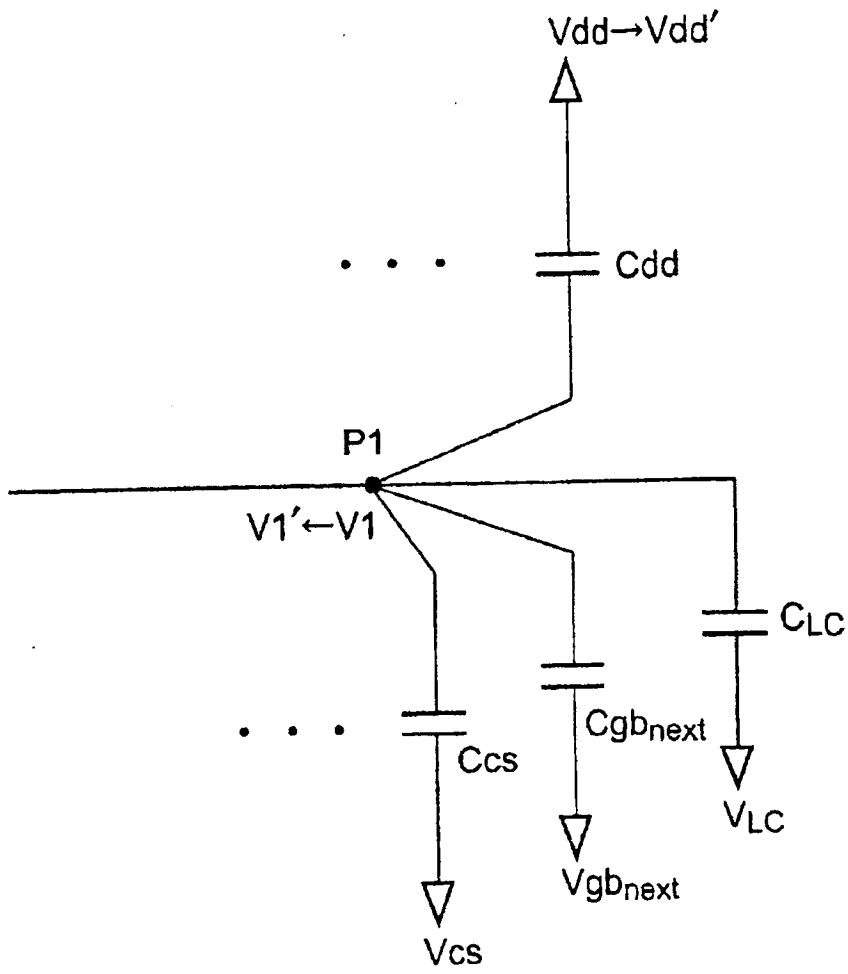 Vdd→Vdd′
Cdd
P1
V1′←V1
CLC
Cgbnext
Ccs
VLC
Vgbnext
Vcs